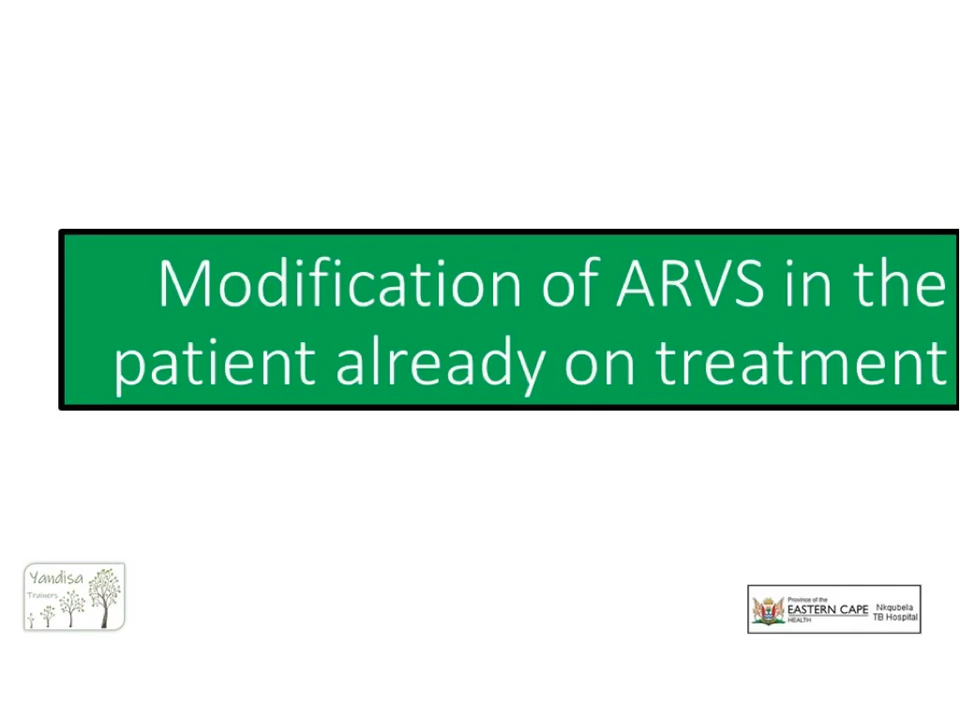 Modification of ARVS in the
patient already on treatment
Yandisa
Trainers
Province of the
EASTERN CAPE
HEALTH
Nkqubela
TB Hospital